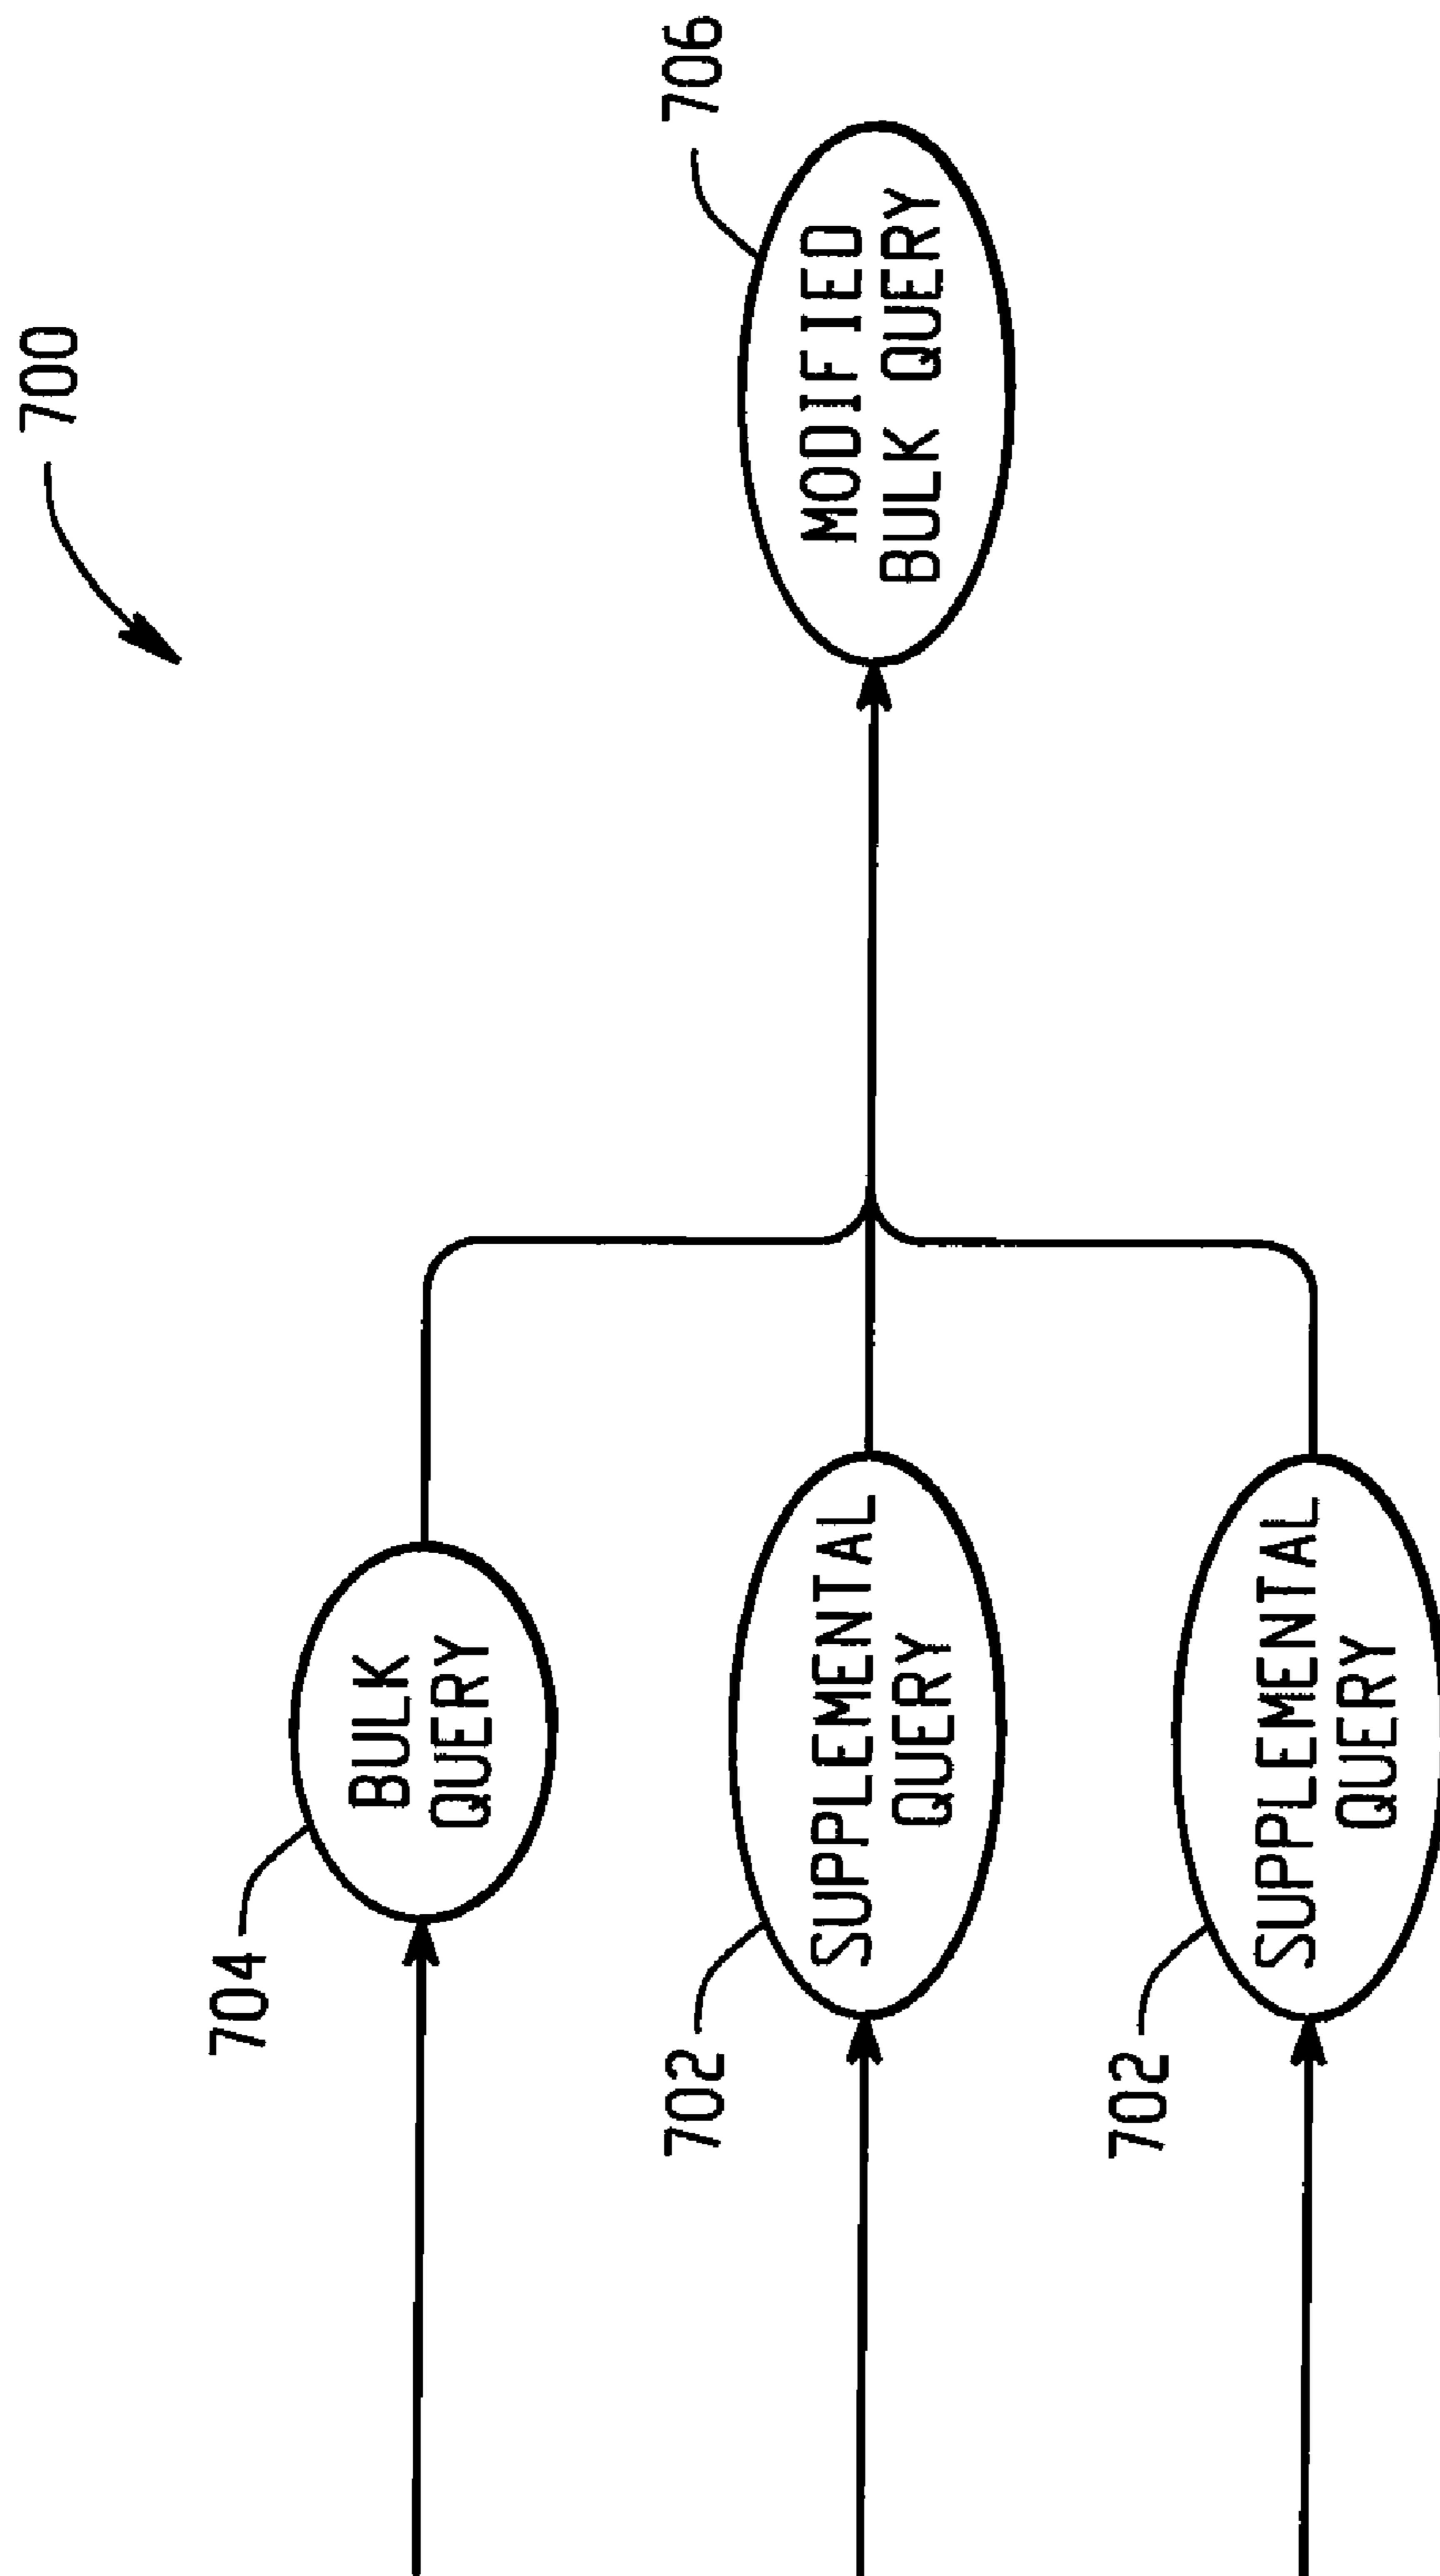 700
704
BULK
QUERY
702
SUPPLEMENTAL
QUERY
702
SUPPLEMENTAL
QUERY
706
MODIFIED
BULK QUERY